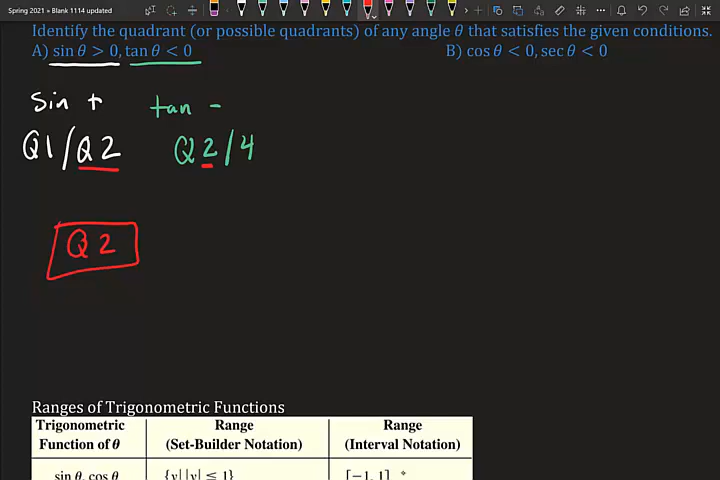 Spring 2021 » Blank 1114 updated
Identify the quadrant (or possible quadrants) of any angle θ that satisfies the given conditions.
A) sin θ > 0, tan θ < 0
B) cos θ < 0, sec θ < 0
sin +
tan -
Q1/Q2
Q2/4
Q2
Ranges of Trigonometric Functions
Trigonometric Function of θ
Range (Set-Builder Notation)
Range (Interval Notation)
sin θ, cos θ
{y| |y| ≤ 1}
[−1, 1]